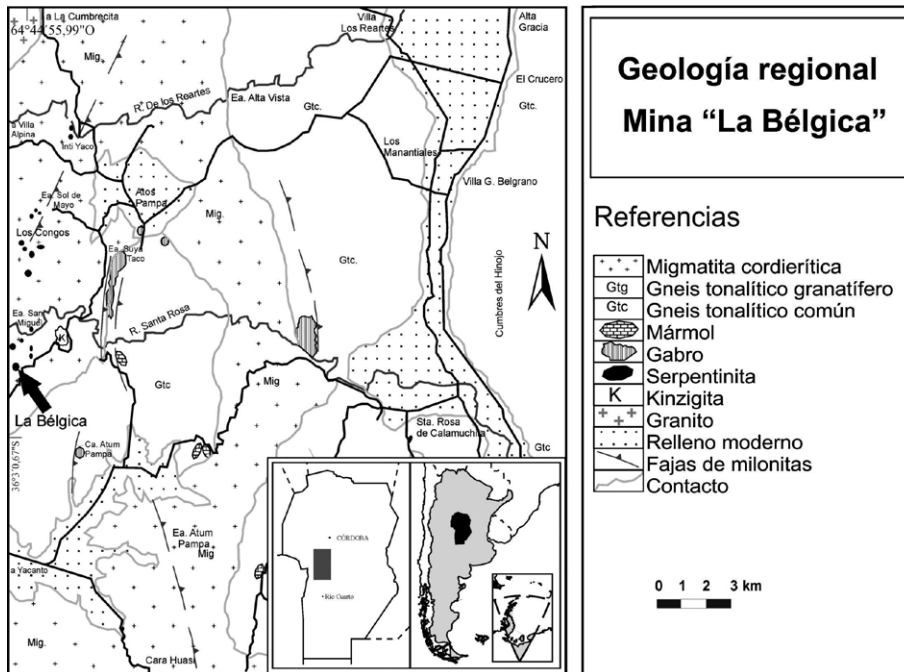 a La Cumbrecita
64°44´55,99"O
Mig.
R. De los Reartes
Villa
Los Reartes
Alta
Gracia
El Crucero
Gtc.
Ea. Alta Vista
Gtc.
a Villa
Alpina
Inti Yaco
Los
Manantiales
Villa G. Belgrano
Ea. Sol de
Mayo
Atos
Pampa
Mig.
Los Congos
Ea. Suya
Taco
Gtc.
Cumbres del Hinojo
N
Ea. San
Miguel
K
R. Santa Rosa
La Bélgica
Gtc
Mig
Sta. Rosa
de Calamuchita
Gtc
36°3´0,67"S
Ca. Atum
Pampa
Ea. Atum
Pampa
Mig
a Yacanto
Mig.
Cara Huasi
CÓRDOBA
Río Cuarto
Geología regional
Mina “La Bélgica”
Referencias
Migmatita cordierítica
Gtg Gneis tonalítico granatífero
Gtc Gneis tonalítico común
Mármol
Gabro
Serpentinita
K Kinzigita
Granito
Relleno moderno
Fajas de milonitas
Contacto
0 1 2 3 km